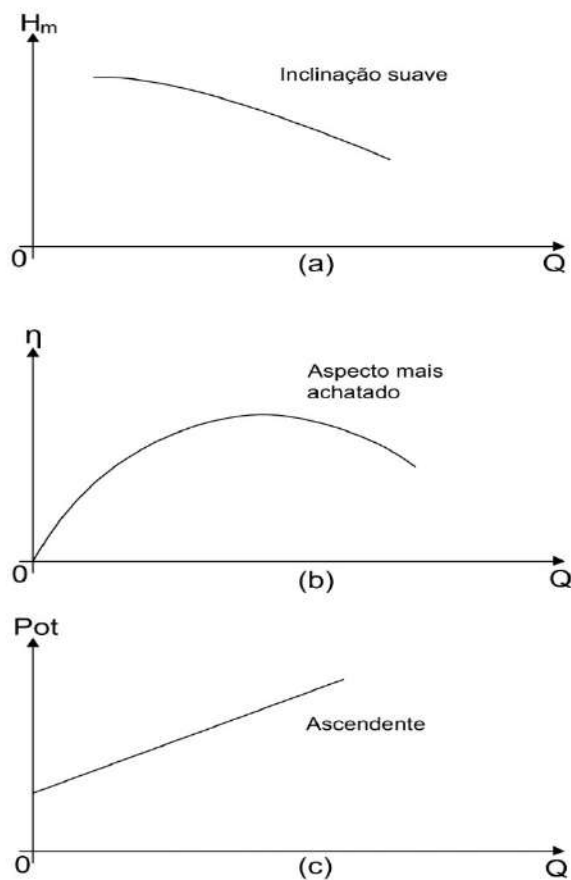 Hm
Inclinação suave
0
(a)
Q
η
Aspecto mais
achatado
0
(b)
Q
Pot
Ascendente
0
(c)
Q